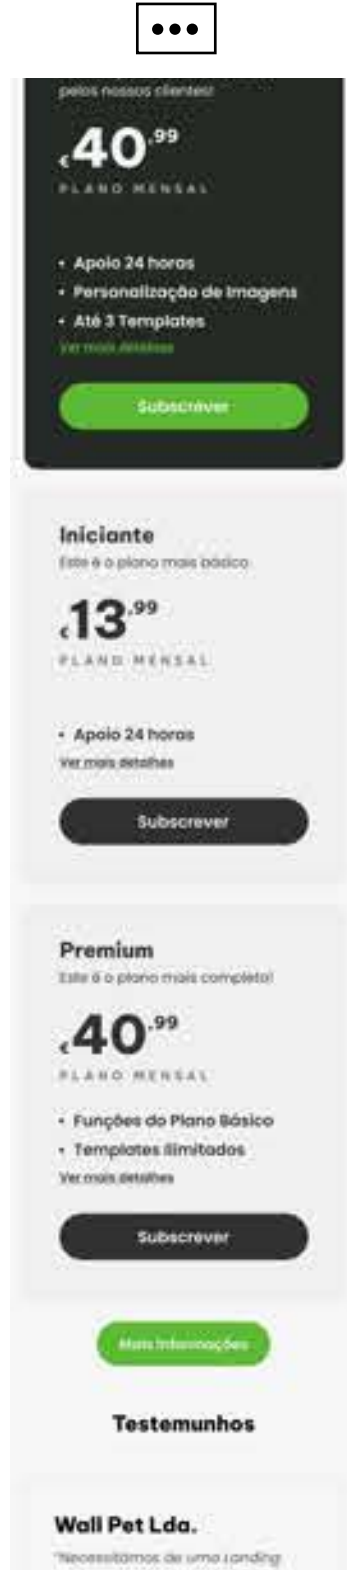 pelos nossos clientes!
€40.99
PLANO MENSAL
• Apoio 24 horas
• Personalização de Imagens
• Até 3 Templates
Ver mais detalhes
Subscrever
Iniciante
Este é o plano mais básico
€13.99
PLANO MENSAL
• Apoio 24 horas
Ver mais detalhes
Subscrever
Premium
Este é o plano mais completo!
€40.99
PLANO MENSAL
• Funções do Plano Básico
• Templates Ilimitados
Ver mais detalhes
Subscrever
Mais Informações
Testemunhos
Wall Pet Lda.
"Necessitámos de uma Landing